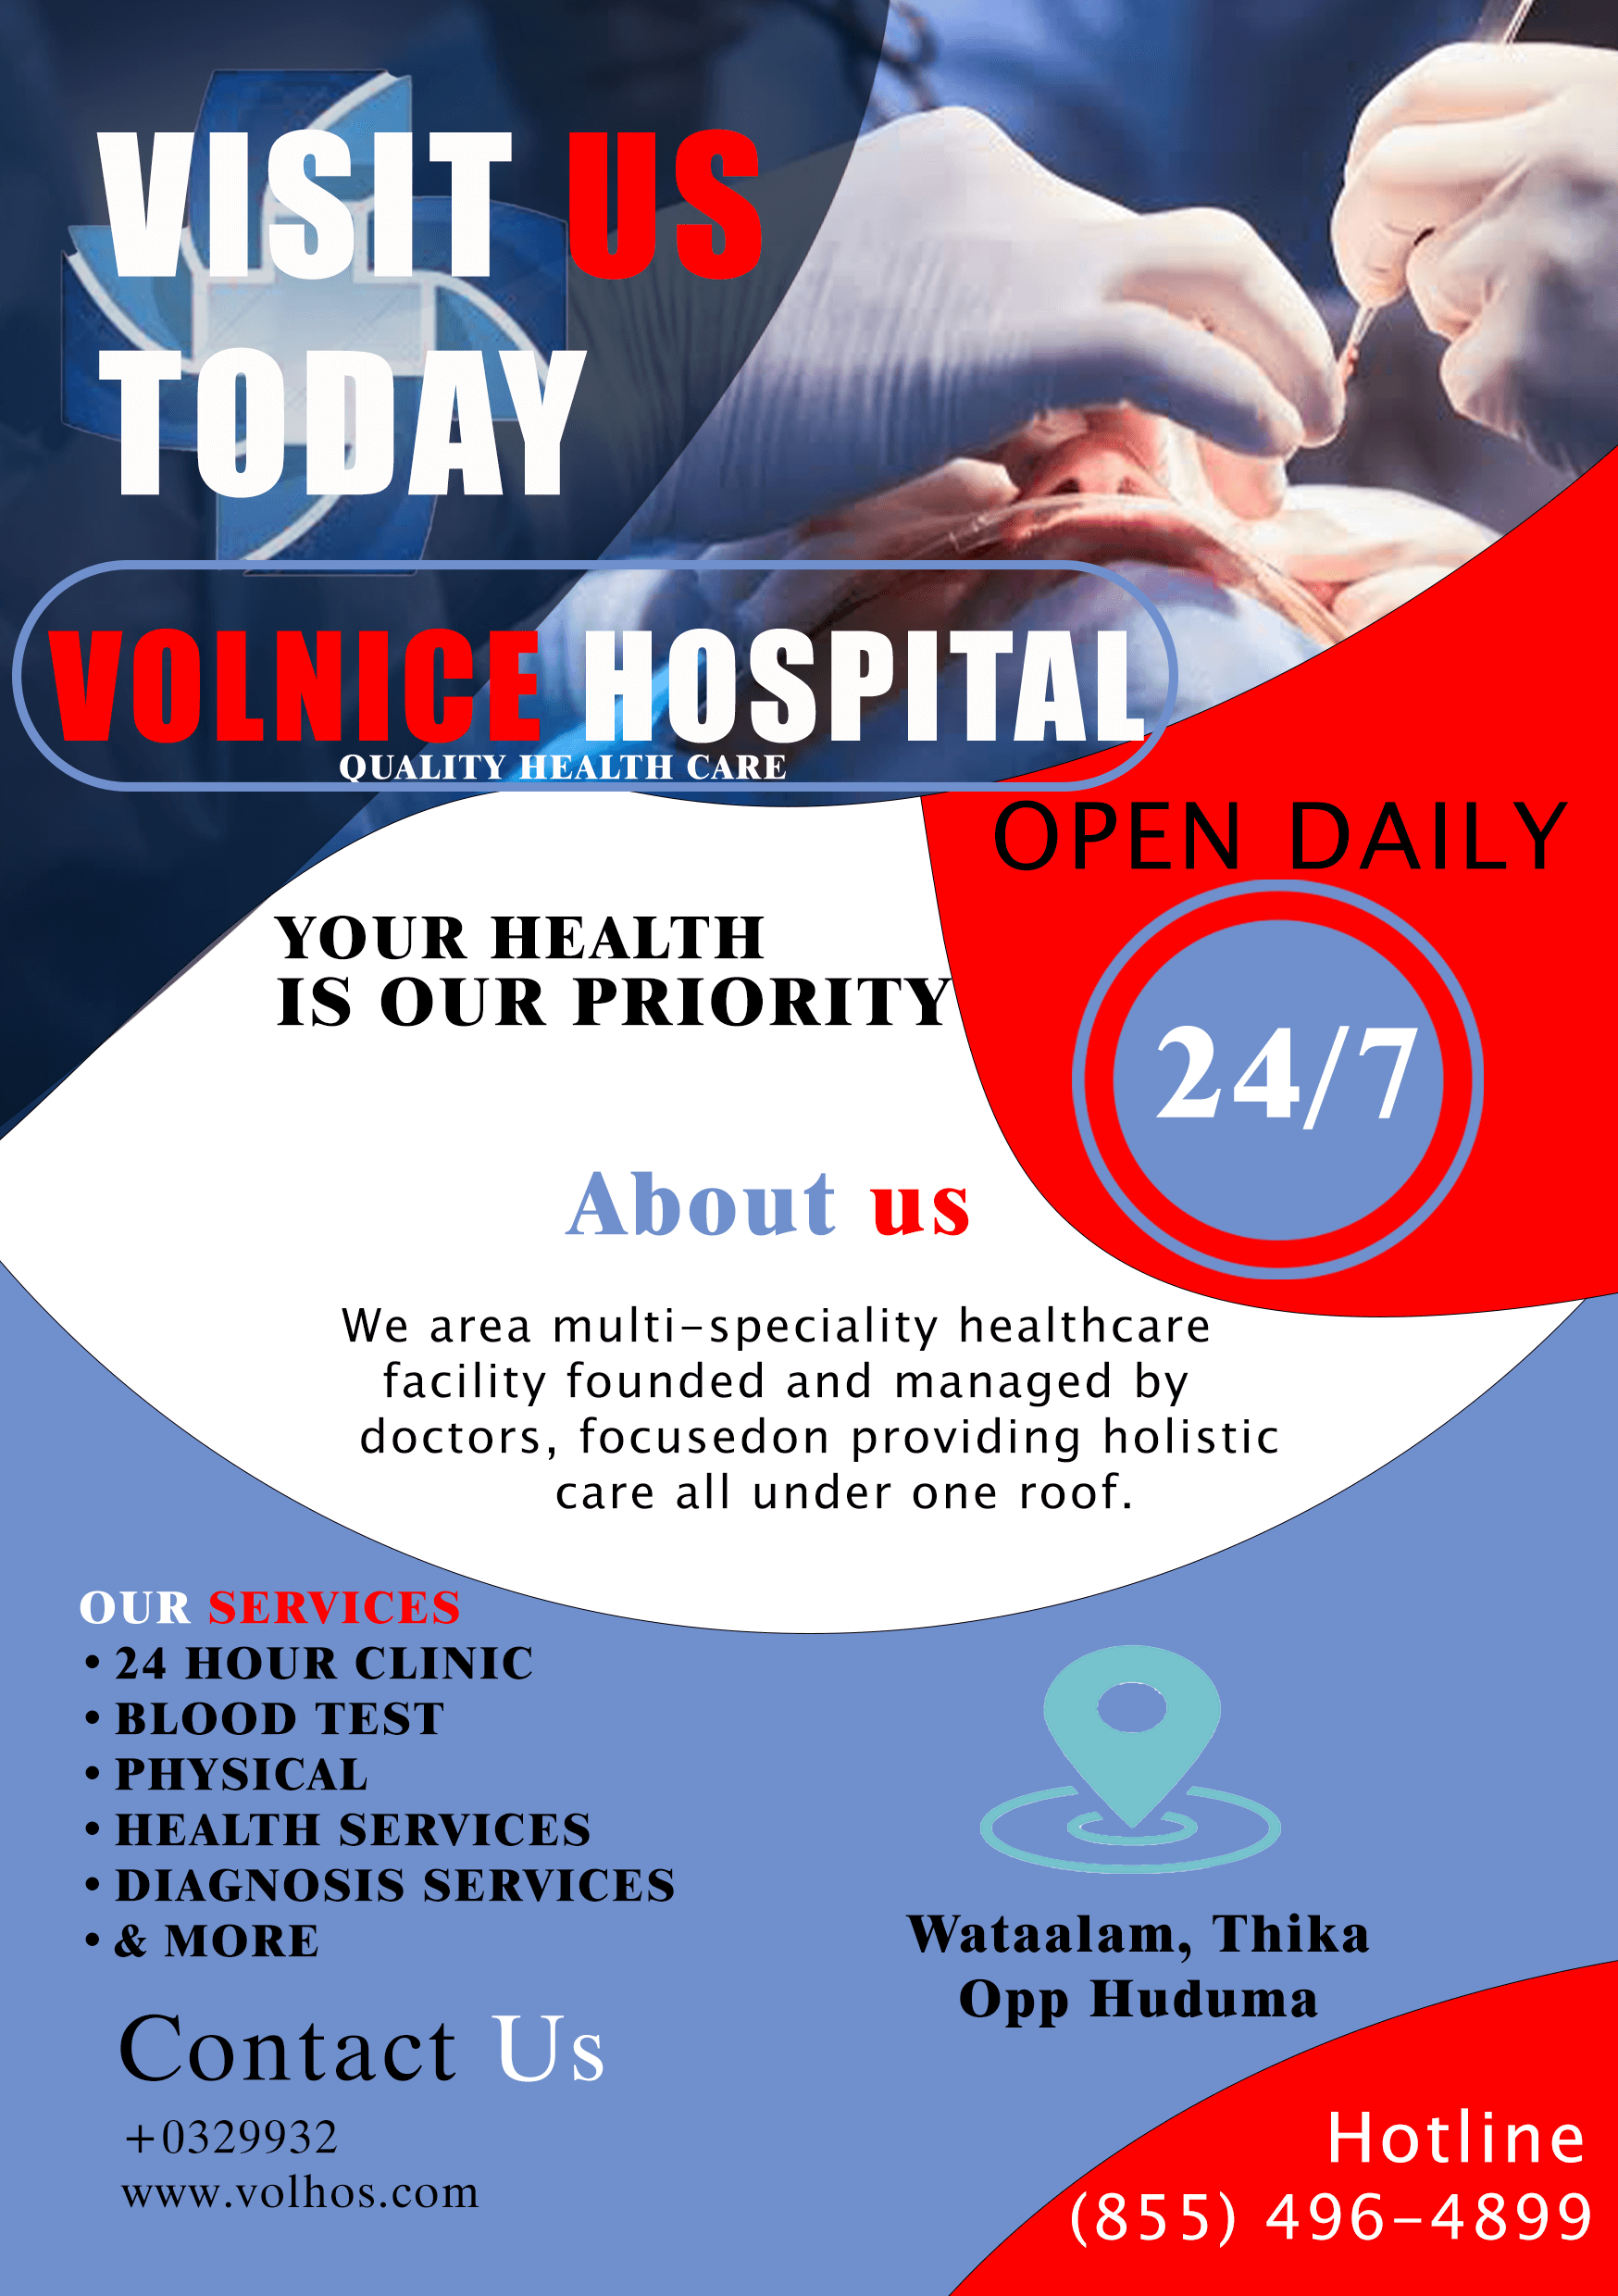 VISIT US
TODAY
VOLNICE HOSPITAL
QUALITY HEALTH CARE
OPEN DAILY
24/7
YOUR HEALTH
IS OUR PRIORITY
About us
We area multi-speciality healthcare
facility founded and managed by
doctors, focusedon providing holistic
care all under one roof.
OUR SERVICES
• 24 HOUR CLINIC
• BLOOD TEST
• PHYSICAL
• HEALTH SERVICES
• DIAGNOSIS SERVICES
• & MORE
Wataalam, Thika
Opp Huduma
Contact Us
+0329932
www.volhos.com
Hotline
(855) 496-4899